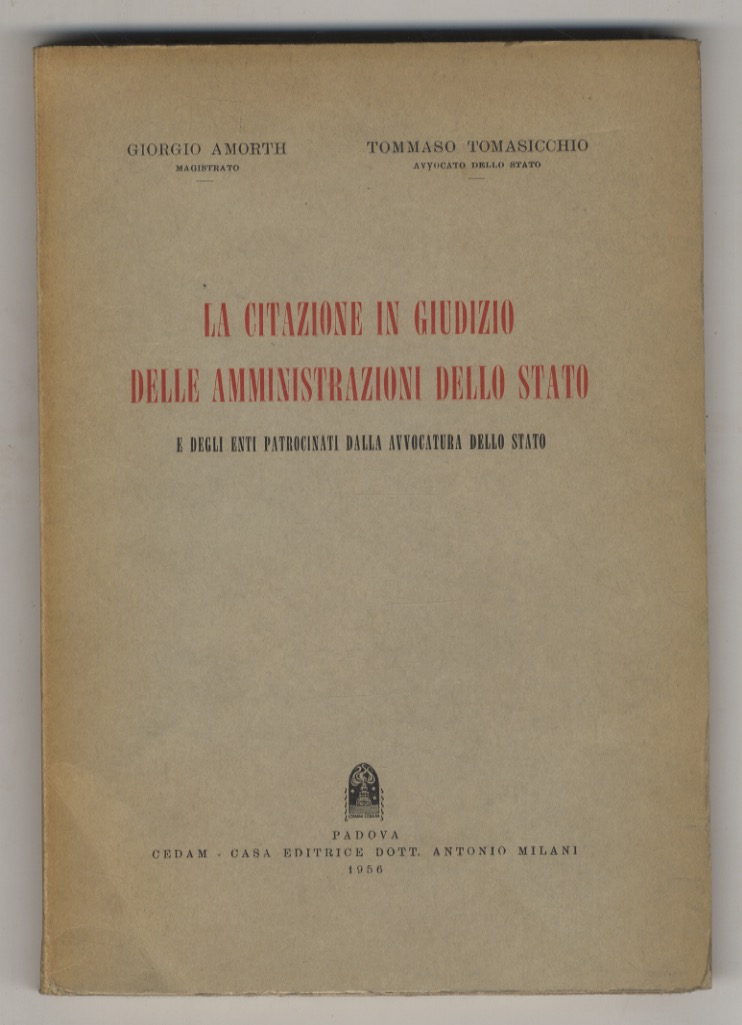 GIORGIO AMORTH
MAGISTRATO
TOMMASO TOMASICCHIO
AVVOCATO DELLO STATO
LA CITAZIONE IN GIUDIZIO
DELLE AMMINISTRAZIONI DELLO STATO
E DEGLI ENTI PATROCINATI DALLA AVVOCATURA DELLO STATO
PADOVA
CEDAM - CASA EDITRICE DOTT. ANTONIO MILANI
1956